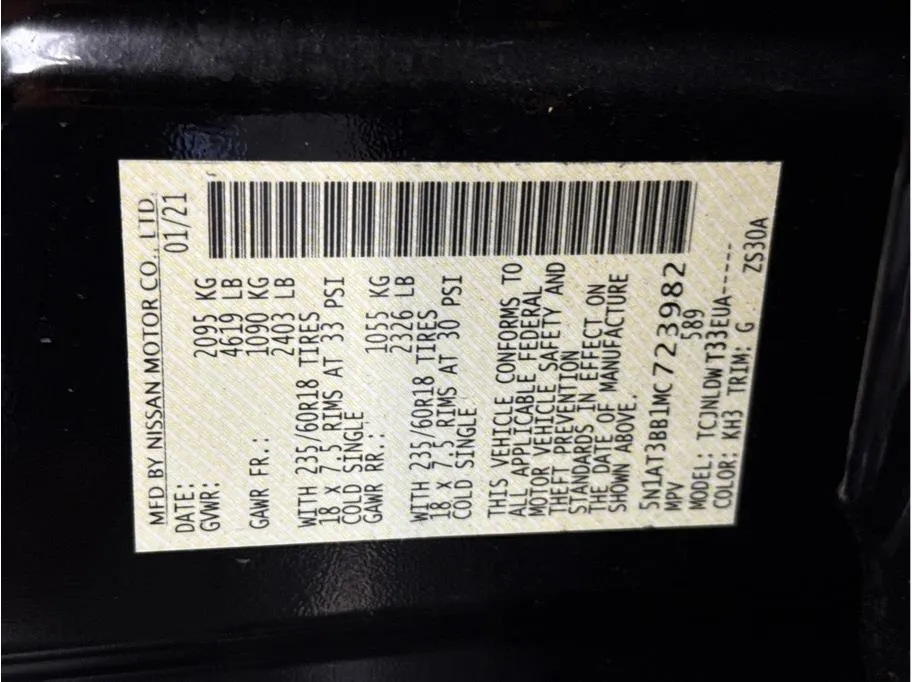 MFD BY NISSAN MOTOR CO., LTD.
DATE: 01/21
GVWR: 2095 KG
4619 LB
GAWR FR.: 1090 KG
2403 LB
WITH 235/60R18 TIRES
18 X 7.5 RIMS AT 33 PSI
COLD SINGLE
GAWR RR.: 1055 KG
2326 LB
WITH 235/60R18 TIRES
18 X 7.5 RIMS AT 30 PSI
COLD SINGLE
THIS VEHICLE CONFORMS TO
ALL APPLICABLE FEDERAL
MOTOR VEHICLE SAFETY AND
THEFT PREVENTION
STANDARDS IN EFFECT ON
THE DATE OF MANUFACTURE
SHOWN ABOVE.
5N1AT3BB1MC723982
MPV 589
MODEL: TCJNLDWT33EUA-----
COLOR: KH3 TRIM: G ZS30A